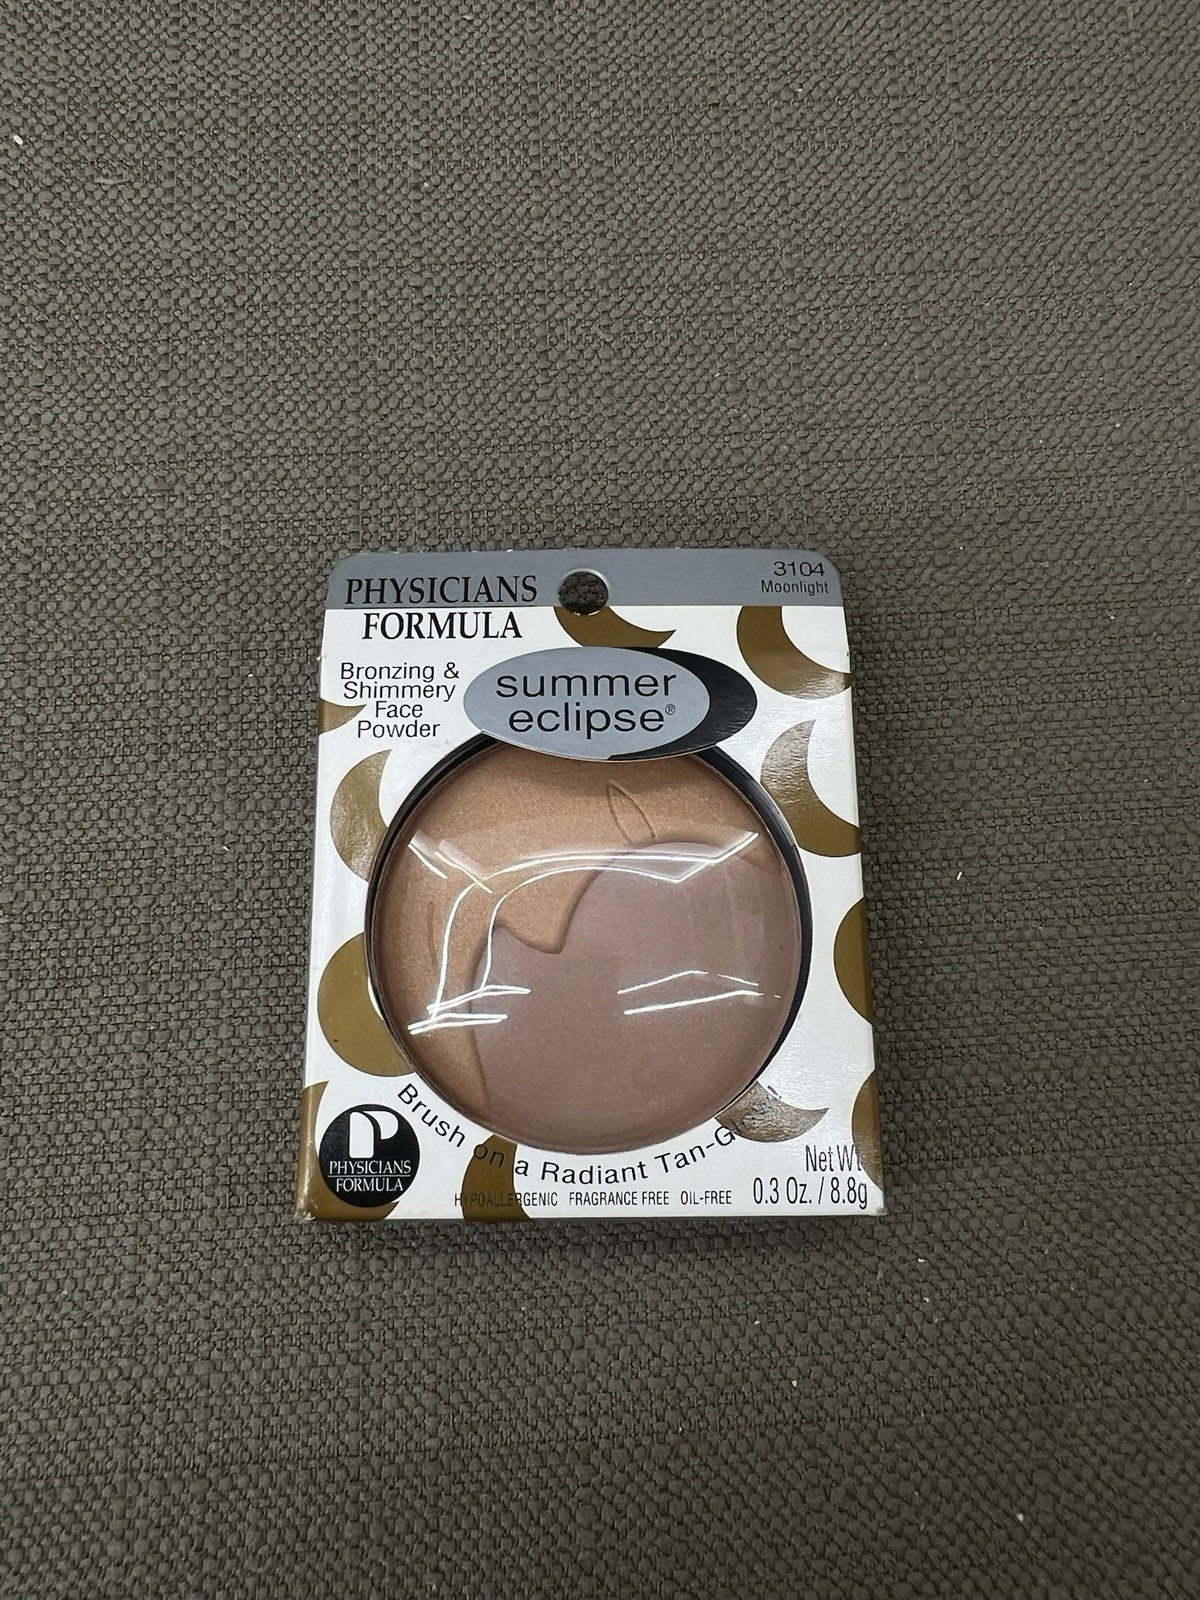 PHYSICIANS
FORMULA
3104
Moonlight
Bronzing &
Shimmery
Face
Powder
summer
eclipse®
Brush on a Radiant Tan-
PHYSICIANS
FORMULA
HYPOALLERGENIC FRAGRANCE FREE OIL-FREE
Net Wt.
0.3 Oz. / 8.8g